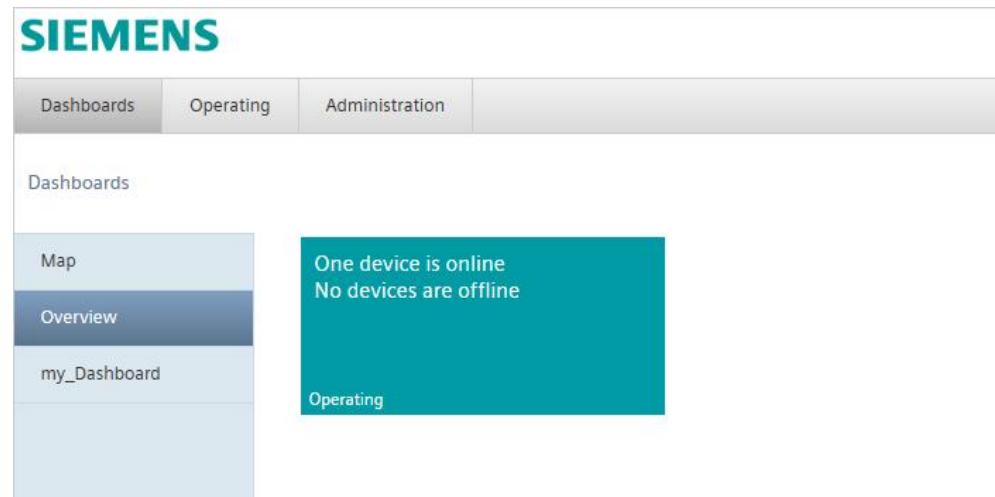 SIEMENS
Dashboards Operating Administration
Dashboards
Map
Overview
my_Dashboard
One device is online
No devices are offline
Operating